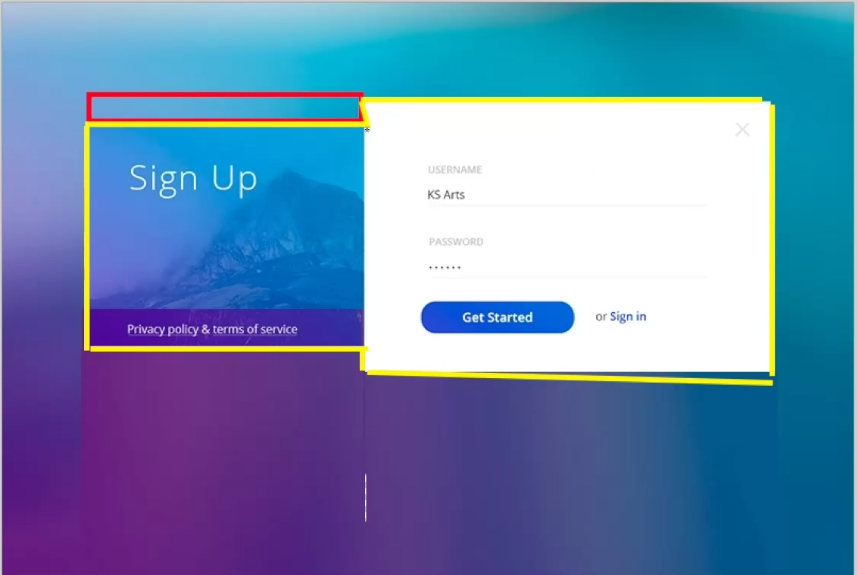 Sign Up
Privacy policy & terms of service
USERNAME
KS Arts
PASSWORD
••••••
Get Started
or Sign in